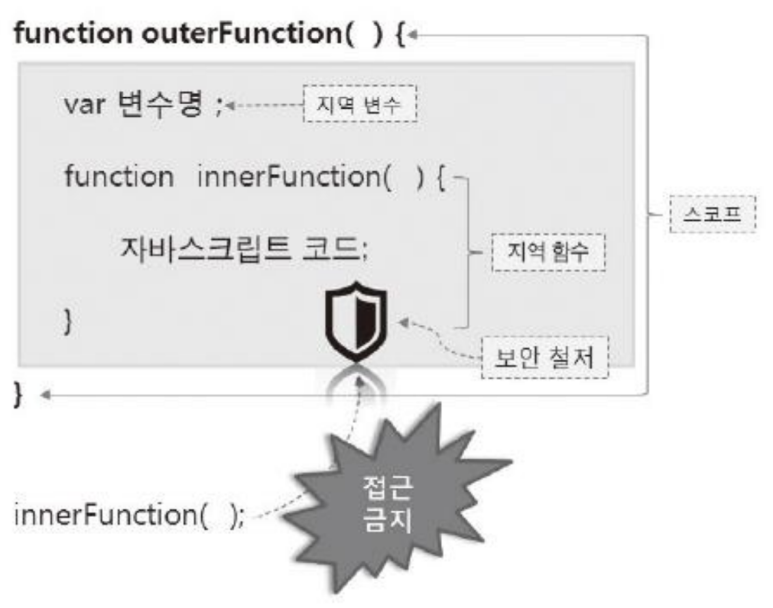 function outerFunction( ) {
var 변수명 ;
지역 변수
function innerFunction( ) {
자바스크립트 코드;
지역 함수
스코프
}
보안 철저
}
접근
금지
innerFunction( );